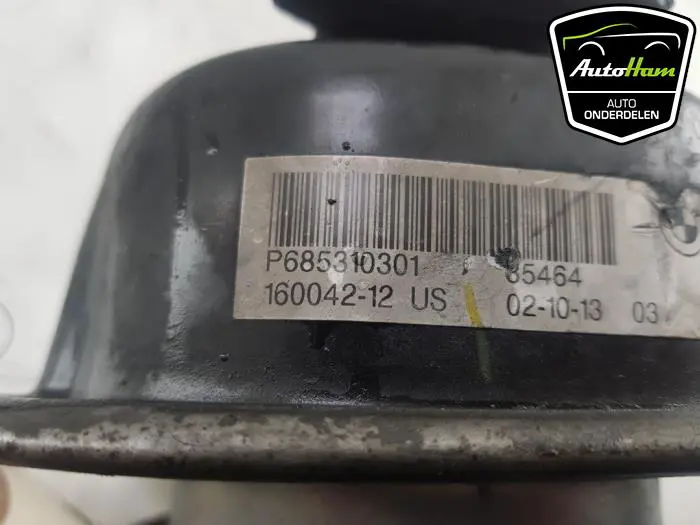 AutoHam
AUTO
ONDERDELEN
P685310301 85464
160042-12 US 02-10-13 03